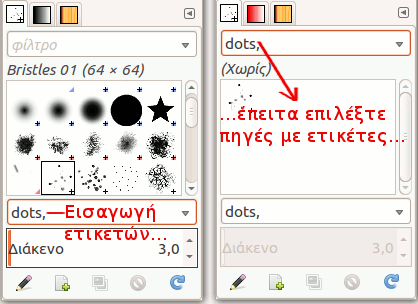 φίλτρο
Bristles 01 (64 × 64)
dots,
Εισαγωγή
ετικετών...
Διάκενο 3,0
dots,
(Χωρίς)
...έπειτα επιλέξτε
πηγές με ετικέτες...
dots,
Διάκενο 3,0